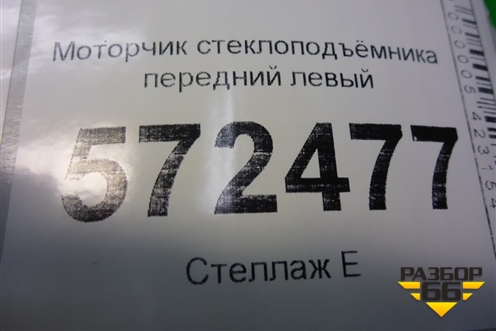 Моторчик стеклоподъёмника
передний левый
572477
Стеллаж Е
РАЗБОР
66